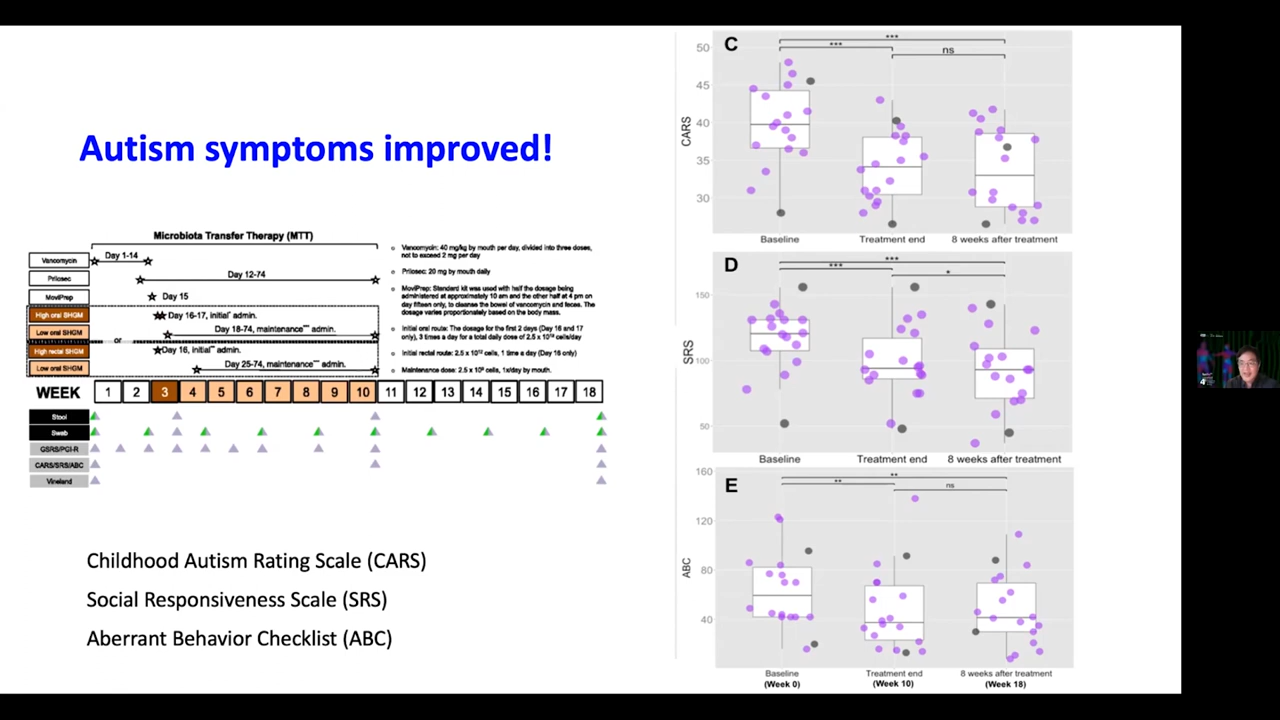 Autism symptoms improved!
Microbiota Transfer Therapy (MTT)
Vancomycin
Day 1-14
Prilosec
Day 12-74
MoviPrep
Day 15
High oral SHGM
Day 16-17, initial* admin.
Low oral SHGM
Day 18-74, maintenance*** admin.
or
High rectal SHGM
Day 16, initial** admin.
Low oral SHGM
Day 25-74, maintenance*** admin.
Vancomycin: 40 mg/kg by mouth per day, divided into three doses,
not to exceed 2 mg per day
Prilosec: 20 mg by mouth daily
MoviPrep: Standard kit was used with half the dosage being
administered at approximately 10 am and the other half at 4 pm on
day fifteen only, to cleanse the bowel of vancomycin and feces. The
dosage varies proportionately based on the body mass.
Initial oral route: The dosage for the first 2 days (Day 16 and 17
only), 3 times a day for a total daily dose of 2.5 x 10¹² cells/day
Initial rectal route: 2.5 x 10¹² cells, 1 time a day (Day 16 only)
Maintenance dose: 2.5 x 10⁹ cells, 1x/day by mouth.
WEEK 1 2 3 4 5 6 7 8 9 10 11 12 13 14 15 16 17 18
Stool
Swab
GSRS/PGI-R
CARS/SRS/ABC
Vineland
Childhood Autism Rating Scale (CARS)
Social Responsiveness Scale (SRS)
Aberrant Behavior Checklist (ABC)
C
***
***
ns
CARS
50
45
40
35
30
Baseline Treatment end 8 weeks after treatment
D
***
***
*
SRS
150
100
50
Baseline Treatment end 8 weeks after treatment
E
**
**
ns
ABC
160
120
80
40
Baseline Treatment end 8 weeks after treatment
(Week 0) (Week 10) (Week 18)